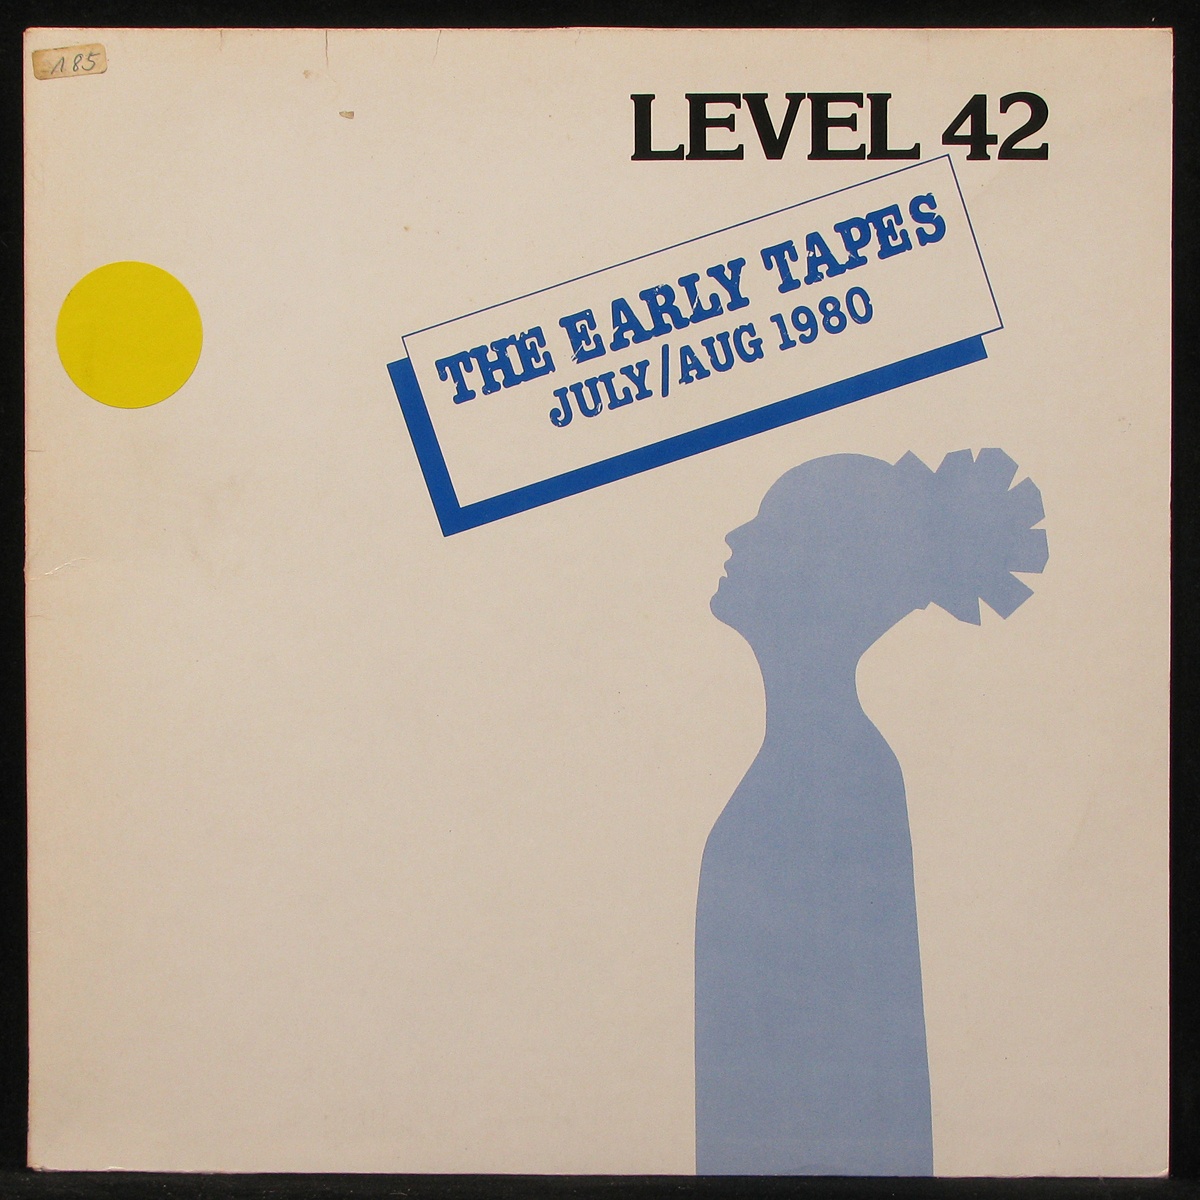 185
LEVEL 42
THE EARLY TAPES
JULY/AUG 1980